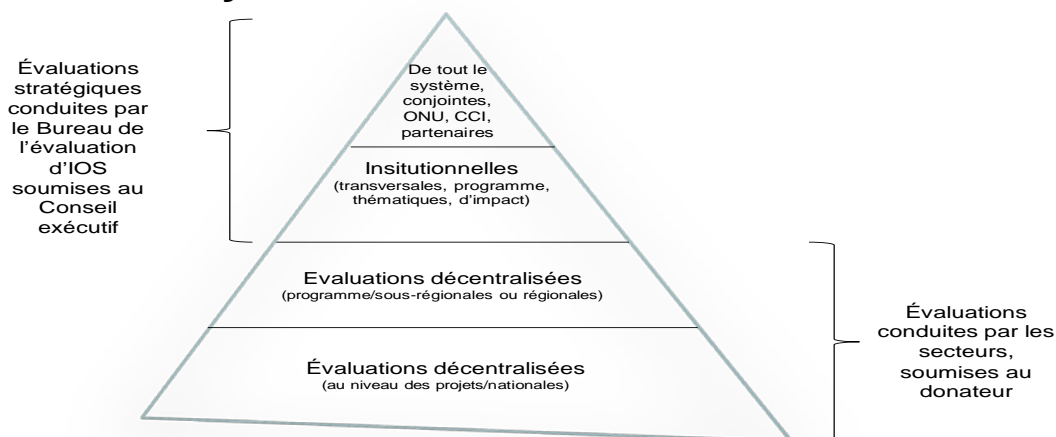 Évaluations
stratégiques
conduites par
le Bureau de
l'évaluation
d'IOS
soumises au
Conseil
exécutif
De tout le
système,
conjointes,
ONU, CCI,
partenaires
Insitutionnelles
(transversales, programme,
thématiques, d'impact)
Evaluations décentralisées
(programme/sous-régionales ou régionales)
Évaluations décentralisées
(au niveau des projets/nationales)
Évaluations
conduites par les
secteurs,
soumises au
donateur